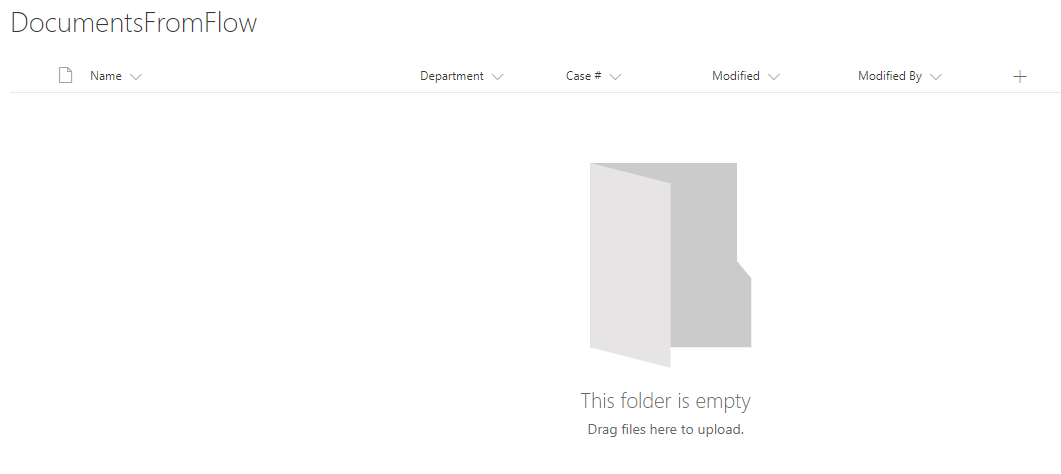 DocumentsFromFlow
Name Department Case # Modified Modified By
This folder is empty
Drag files here to upload.